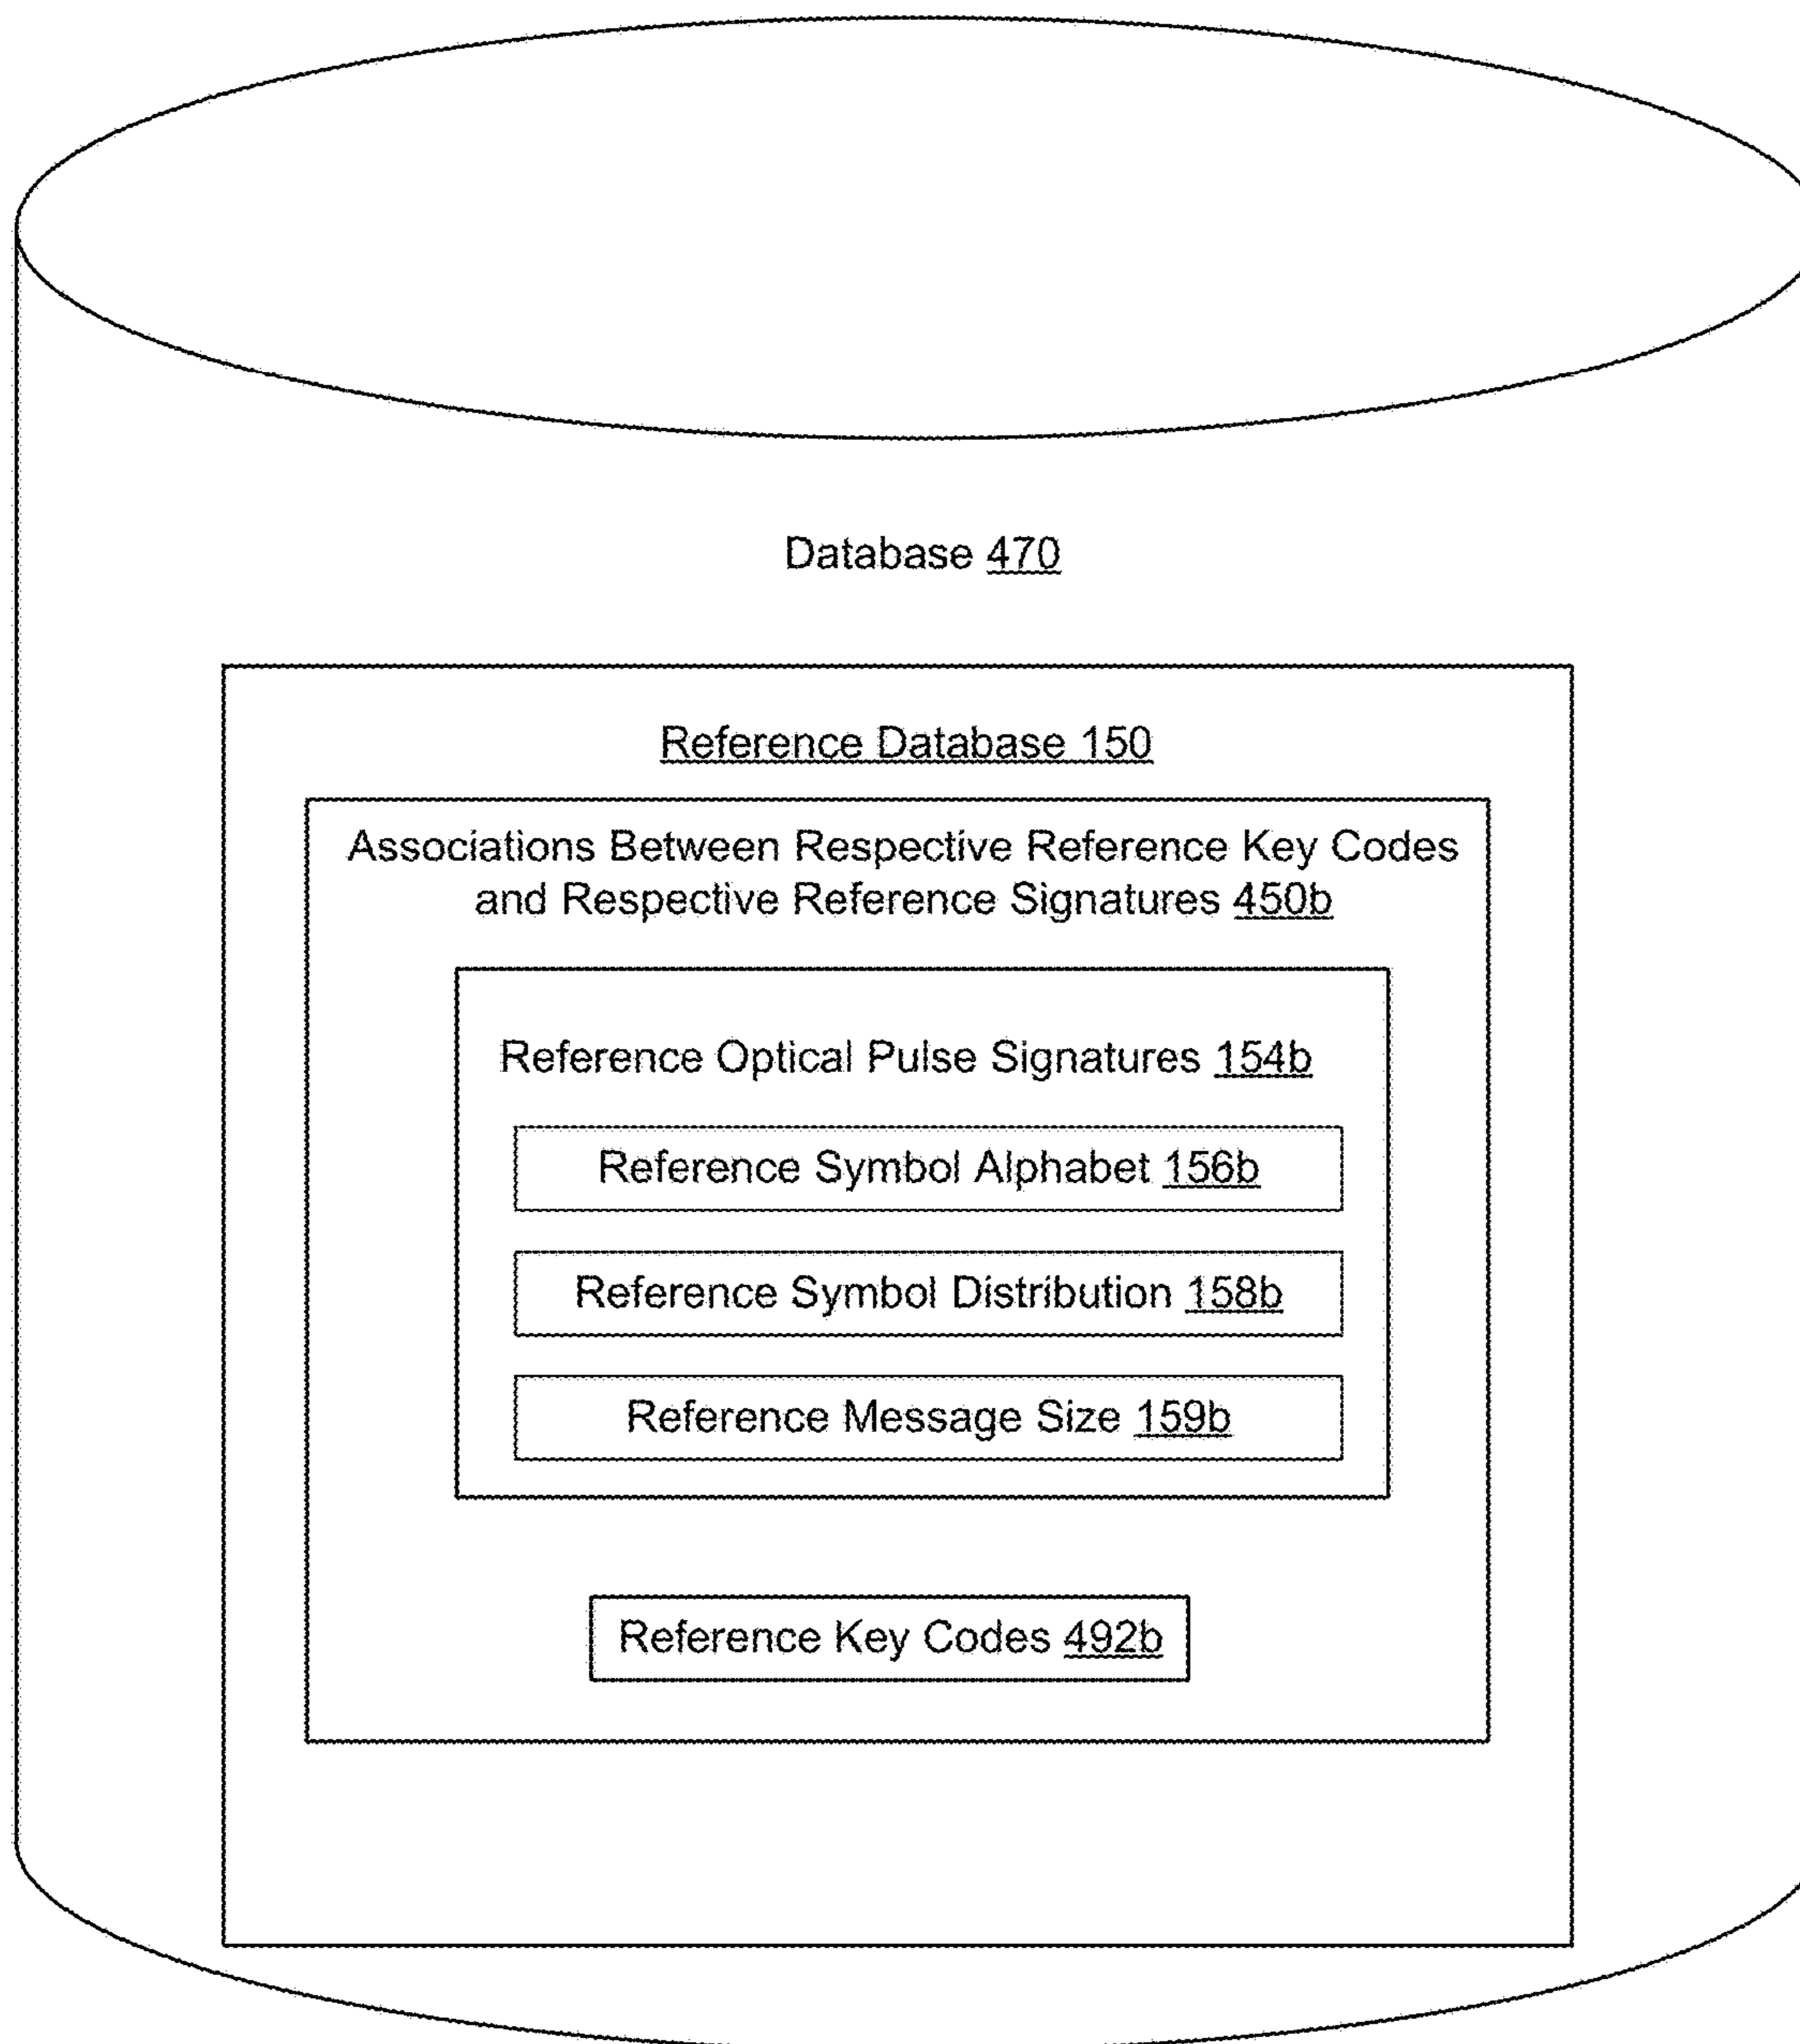 Database 470
Reference Database 150
Associations Between Respective Reference Key Codes
and Respective Reference Signatures 450b
Reference Optical Pulse Signatures 154b
Reference Symbol Alphabet 156b
Reference Symbol Distribution 158b
Reference Message Size 159b
Reference Key Codes 492b